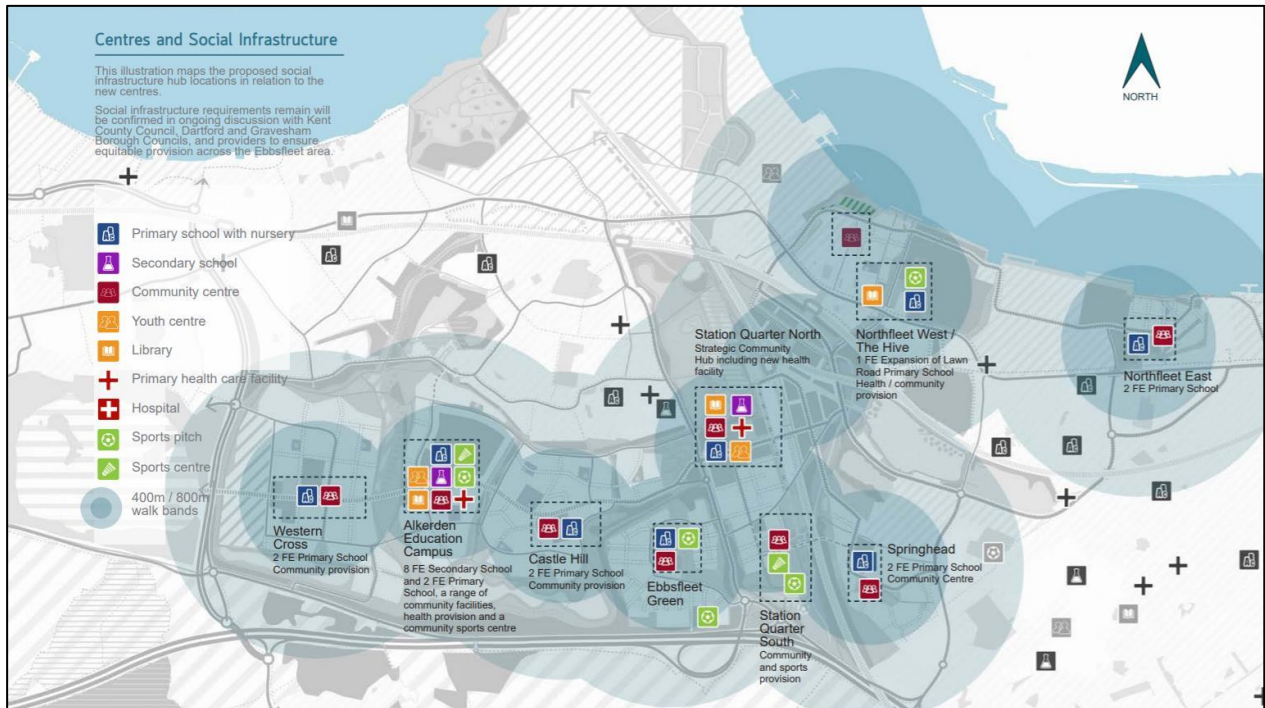 Centres and Social Infrastructure
This illustration maps the proposed social
infrastructure hub locations in relation to the
new centres.
Social infrastructure requirements remain will
be confirmed in ongoing discussion with Kent
County Council, Dartford and Gravesham
Borough Councils, and providers to ensure
equitable provision across the Ebbsfleet area.
NORTH
Primary school with nursery
Secondary school
Community centre
Youth centre
Library
Primary health care facility
Hospital
Sports pitch
Sports centre
400m / 800m
walk bands
Western
Cross
2 FE Primary School
Community provision
Alkerden
Education
Campus
8 FE Secondary School
and 2 FE Primary
School, a range of
community facilities,
health provision and a
community sports centre
Castle Hill
2 FE Primary School
Community provision
Ebbsfleet
Green
Station Quarter North
Strategic Community
Hub including new health
facility
Station
Quarter
South
Community
and sports
provision
Springhead
2 FE Primary School
Community Centre
Northfleet West /
The Hive
1 FE Expansion of Lawn
Road Primary School
Health / community
provision
Northfleet East
2 FE Primary School